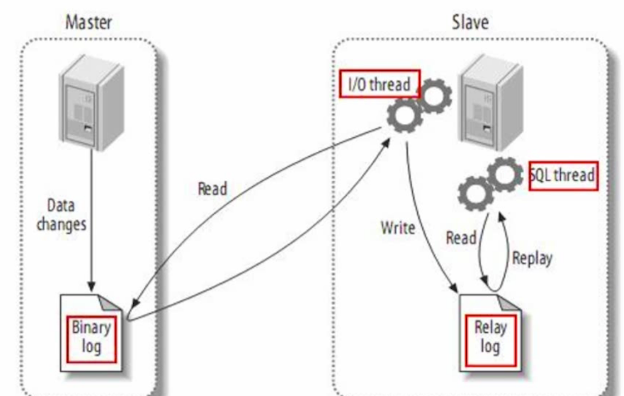 Master
Slave
I/O thread
SQL thread
Data
changes
Read
Write
Read
Replay
Binary
log
Relay
log